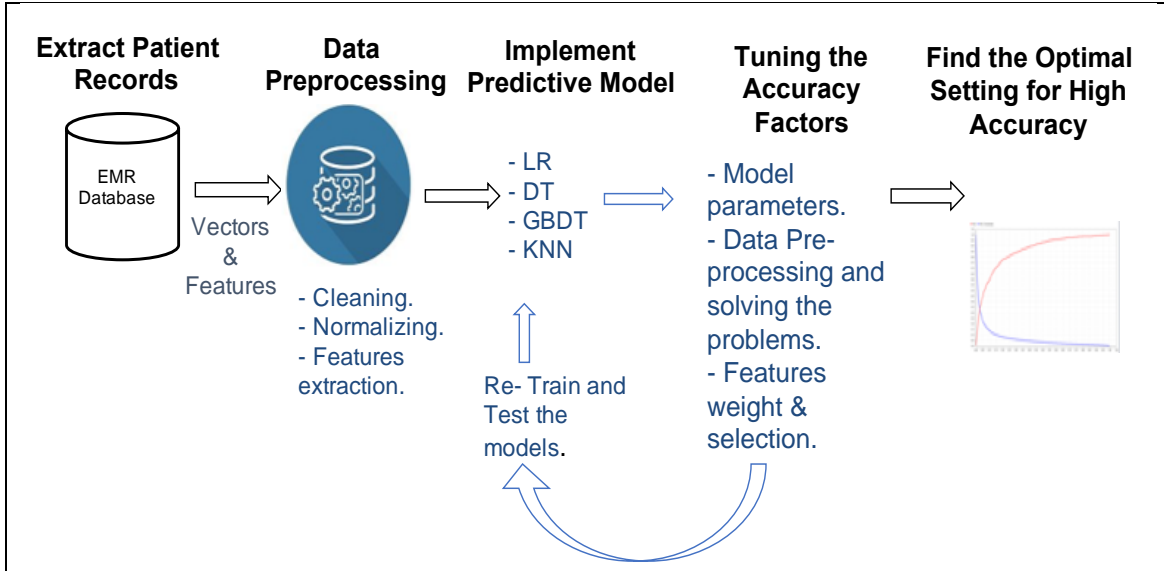 Extract Patient
Records
EMR
Database
Vectors
&
Features
Data
Preprocessing
- Cleaning.
- Normalizing.
- Features
extraction.
Implement
Predictive Model
- LR
- DT
- GBDT
- KNN
Re- Train and
Test the
models.
Tuning the
Accuracy
Factors
- Model
parameters.
- Data Pre-
processing and
solving the
problems.
- Features
weight &
selection.
Find the Optimal
Setting for High
Accuracy